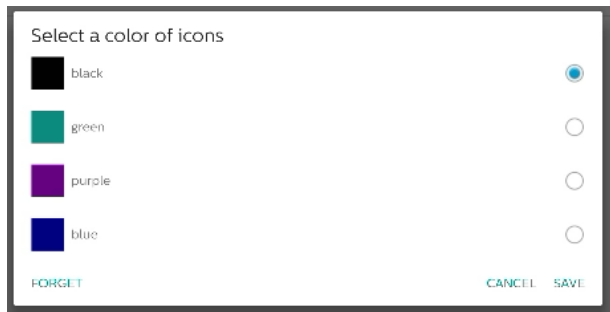 Select a color of icons
black
green
purple
blue
FORGET CANCEL SAVE